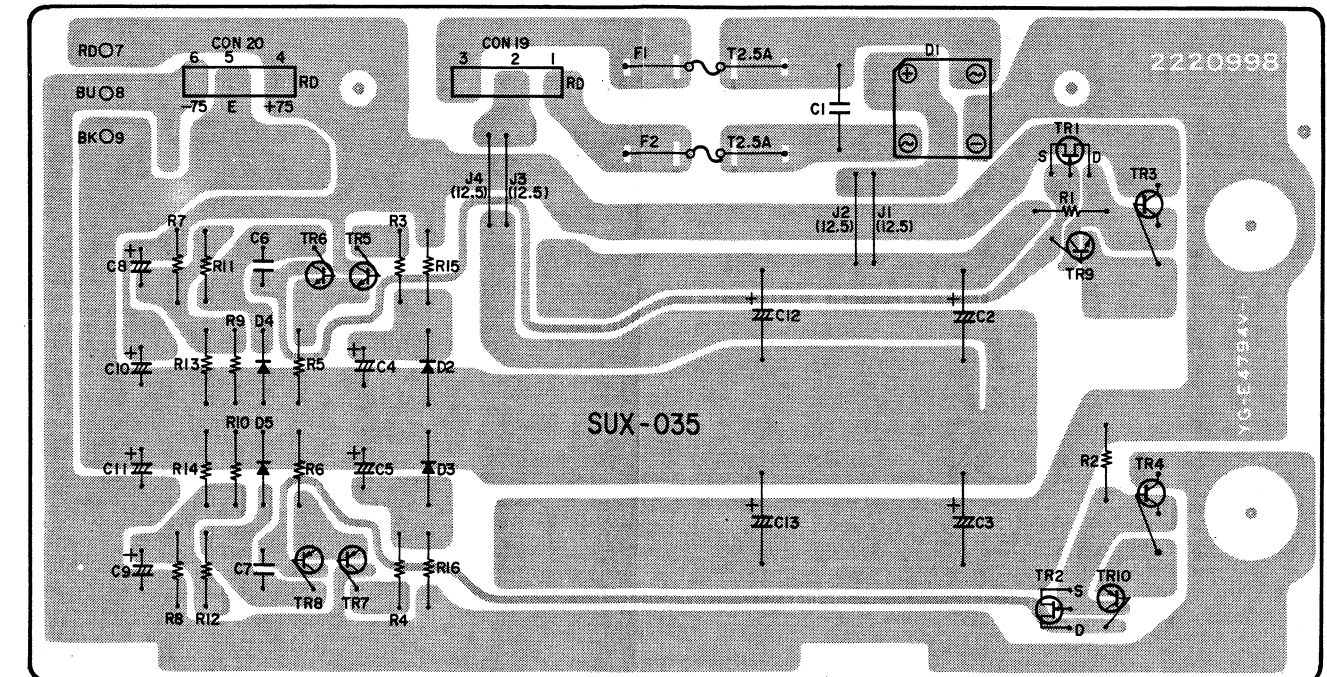 RD 7
CON 20
6 5 4
RD
BU 8
-75 E +75
BK 9
CON 19
3 2 1
RD
F1 T2.5A
F2 T2.5A
C1
D1
+ ~
~ -
2220998
TR1
S D
TR3
R1
TR9
J4
(12.5)
J3
(12.5)
J2
(12.5)
J1
(12.5)
R7
C6
TR6
TR5
R3
+
C8
R11
R15
+
C12
+
C2
R9 D4
+
C10
R13
R5
+
C4
D2
YG-E4794V-1
SUX-035
R10 D5
+
C11
R14
R6
+
C5
D3
R2
TR4
+
C13
+
C3
+
C9
C7
R16
R8 R12
TR8 TR7
R4
TR2
S
D
TR10